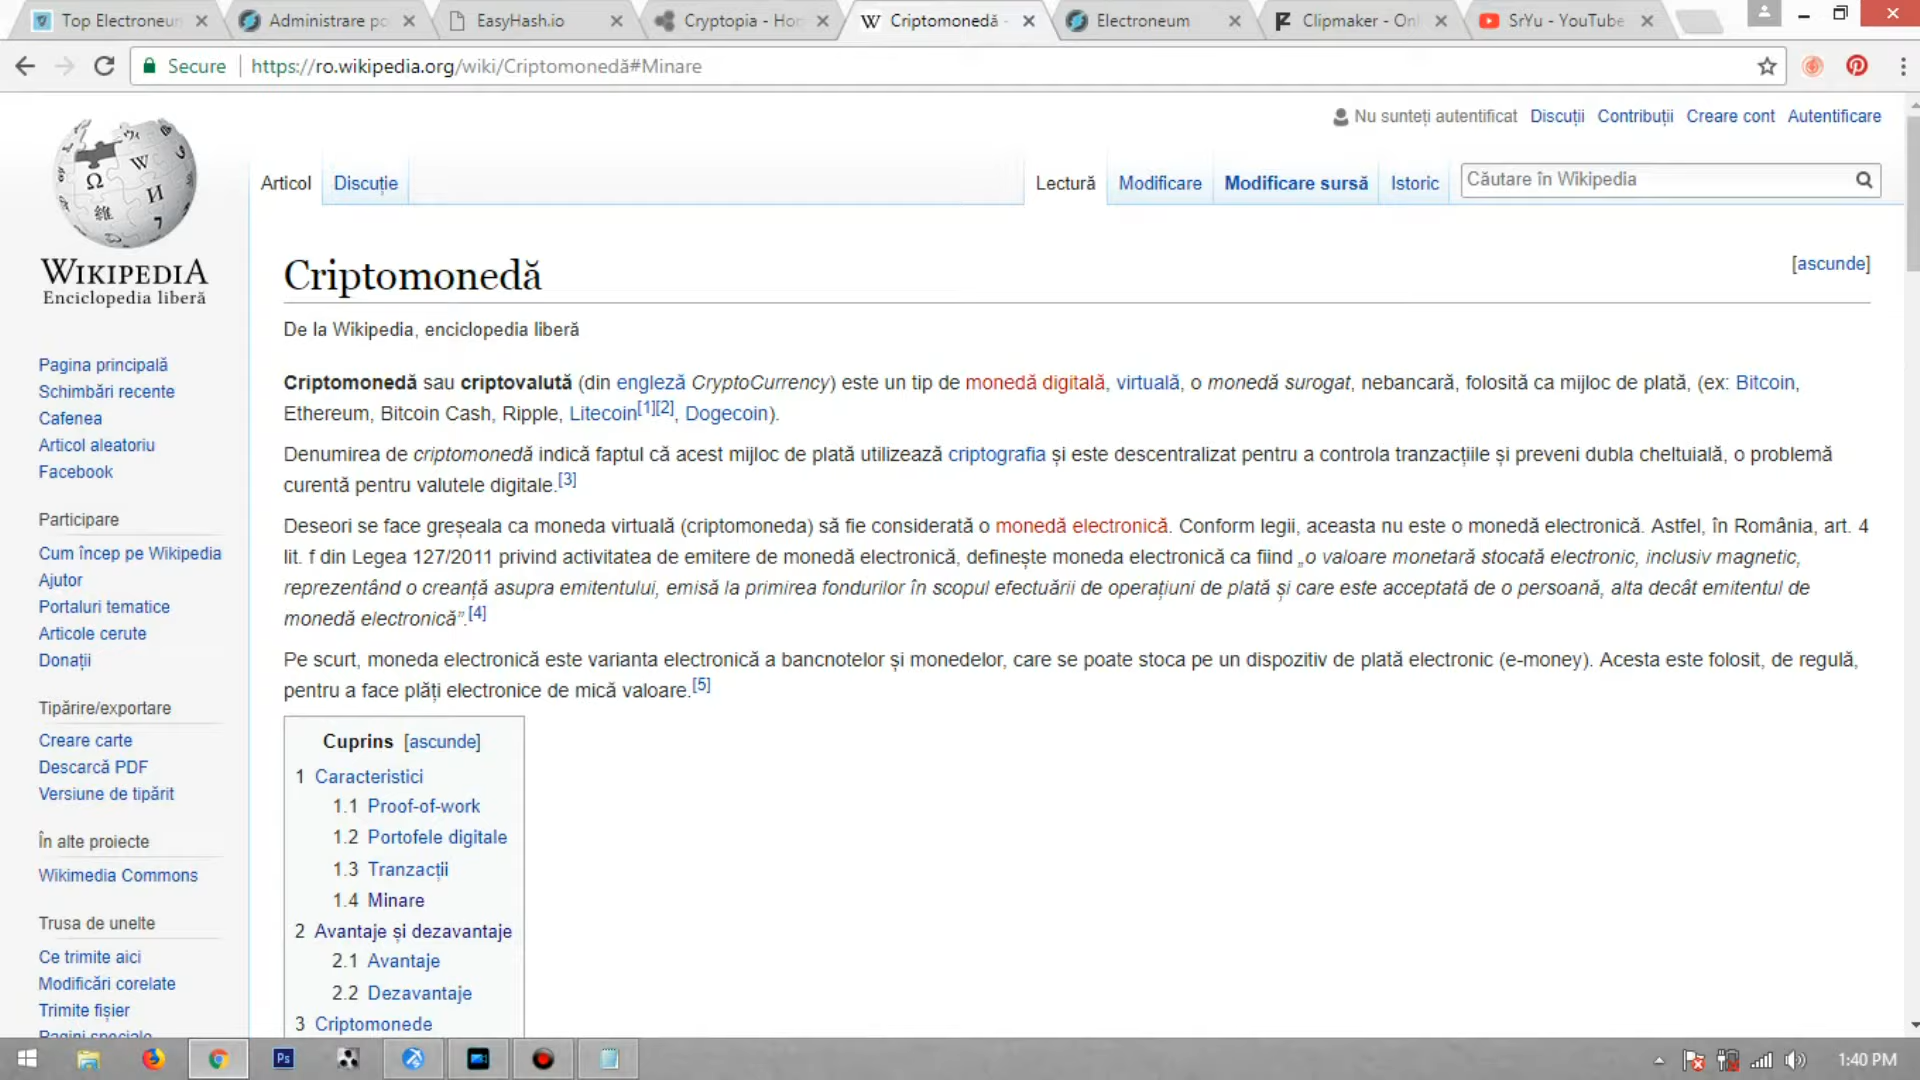 Top Electroneum
Administrare po
EasyHash.io
Cryptopia - Hom
Criptomonedă -
Electroneum
Clipmaker - Onl
SrYu - YouTube
Secure
https://ro.wikipedia.org/wiki/Criptomonedă#Minare
Nu sunteți autentificat Discuții Contribuții Creare cont Autentificare
Articol Discuție
Lectură Modificare Modificare sursă Istoric Căutare în Wikipedia
WIKIPEDIA
Enciclopedia liberă
Pagina principală
Schimbări recente
Cafenea
Articol aleatoriu
Facebook
Participare
Cum încep pe Wikipedia
Ajutor
Portaluri tematice
Articole cerute
Donații
Tipărire/exportare
Creare carte
Descarcă PDF
Versiune de tipărit
În alte proiecte
Wikimedia Commons
Trusa de unelte
Ce trimite aici
Modificări corelate
Trimite fișier
Pagini speciale
Criptomonedă
[ascunde]
De la Wikipedia, enciclopedia liberă
Criptomonedă sau criptovalută (din engleză CryptoCurrency) este un tip de monedă digitală, virtuală, o monedă surogat, nebancară, folosită ca mijloc de plată, (ex: Bitcoin,
Ethereum, Bitcoin Cash, Ripple, Litecoin[1][2], Dogecoin).
Denumirea de criptomonedă indică faptul că acest mijloc de plată utilizează criptografia și este descentralizat pentru a controla tranzacțiile și preveni dubla cheltuială, o problemă
curentă pentru valutele digitale.[3]
Deseori se face greșeala ca moneda virtuală (criptomoneda) să fie considerată o monedă electronică. Conform legii, aceasta nu este o monedă electronică. Astfel, în România, art. 4
lit. f din Legea 127/2011 privind activitatea de emitere de monedă electronică, definește moneda electronică ca fiind „o valoare monetară stocată electronic, inclusiv magnetic,
reprezentând o creanță asupra emitentului, emisă la primirea fondurilor în scopul efectuării de operațiuni de plată și care este acceptată de o persoană, alta decât emitentul de
monedă electronică”.[4]
Pe scurt, moneda electronică este varianta electronică a bancnotelor și monedelor, care se poate stoca pe un dispozitiv de plată electronic (e-money). Acesta este folosit, de regulă,
pentru a face plăți electronice de mică valoare.[5]
Cuprins [ascunde]
1 Caracteristici
1.1 Proof-of-work
1.2 Portofele digitale
1.3 Tranzacții
1.4 Minare
2 Avantaje și dezavantaje
2.1 Avantaje
2.2 Dezavantaje
3 Criptomonede
Ps
1:40 PM